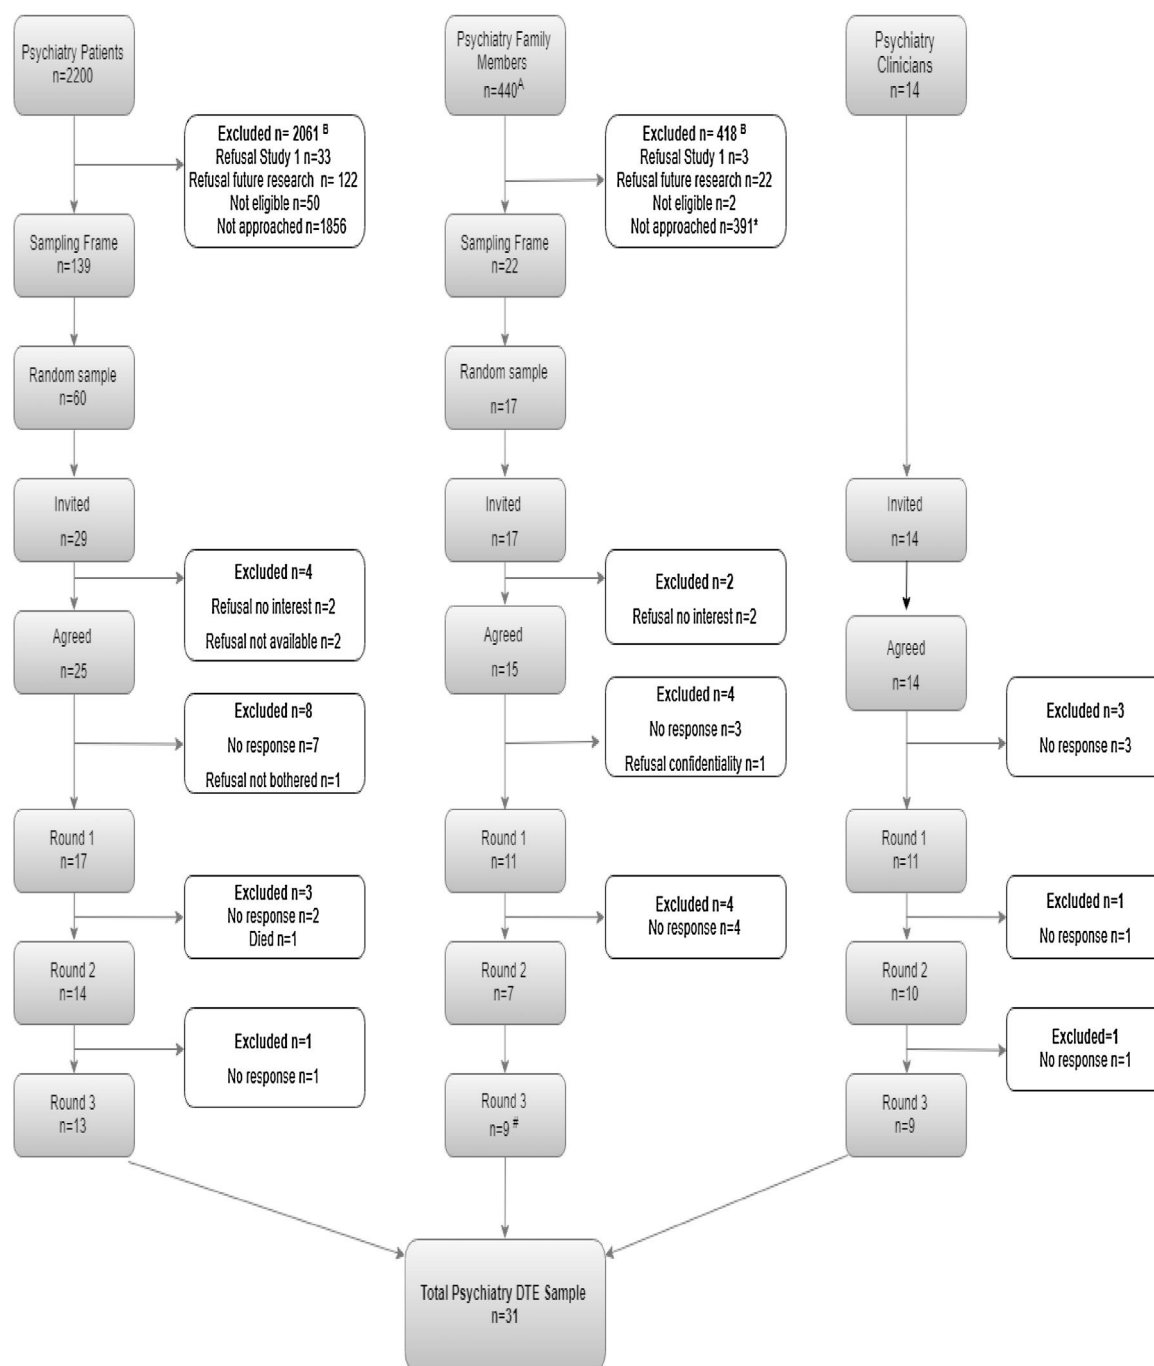 Psychiatry Patients
n=2200
Excluded n= 2061 B
Refusal Study 1 n=33
Refusal future research n= 122
Not eligible n=50
Not approached n=1856
Sampling Frame
n=139
Random sample
n=60
Invited
n=29
Excluded n=4
Refusal no interest n=2
Refusal not available n=2
Agreed
n=25
Excluded n=8
No response n=7
Refusal not bothered n=1
Round 1
n=17
Excluded n=3
No response n=2
Died n=1
Round 2
n=14
Excluded n=1
No response n=1
Round 3
n=13
Psychiatry Family
Members
n=440A
Excluded n= 418 B
Refusal Study 1 n=3
Refusal future research n=22
Not eligible n=2
Not approached n=391*
Sampling Frame
n=22
Random sample
n=17
Invited
n=17
Excluded n=2
Refusal no interest n=2
Agreed
n=15
Excluded n=4
No response n=3
Refusal confidentiality n=1
Round 1
n=11
Excluded n=4
No response n=4
Round 2
n=7
Round 3
n=9 #
Psychiatry
Clinicians
n=14
Invited
n=14
Agreed
n=14
Excluded n=3
No response n=3
Round 1
n=11
Excluded n=1
No response n=1
Round 2
n=10
Excluded=1
No response n=1
Round 3
n=9
Total Psychiatry DTE Sample
n=31